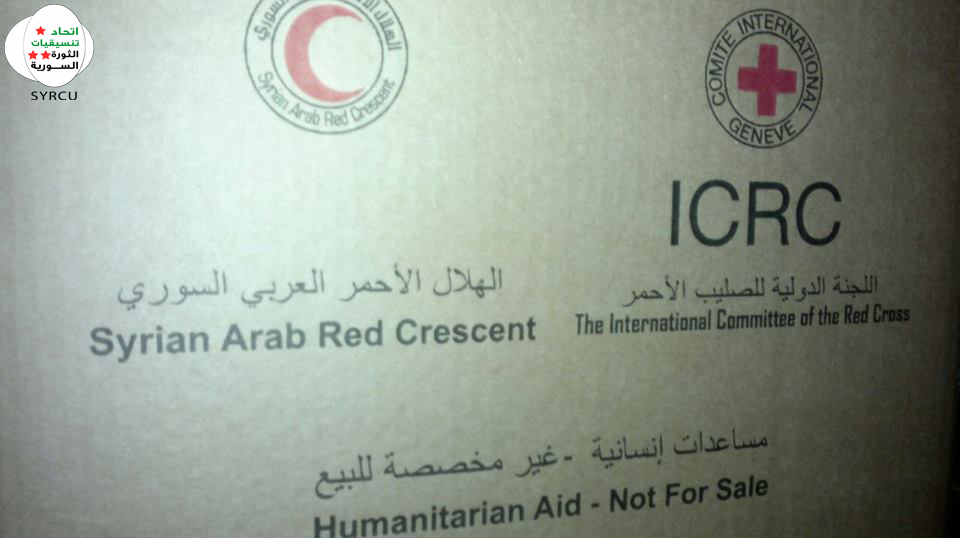 اتحاد
تنسيقيات
الثورة
السورية
SYRCU
Syrian Arab Red Crescent
COMITE INTERNATIONAL
GENEVE
ICRC
الهلال الأحمر العربي السوري
Syrian Arab Red Crescent
اللجنة الدولية للصليب الأحمر
The International Committee of the Red Cross
مساعدات إنسانية - غير مخصصة للبيع
Humanitarian Aid - Not For Sale